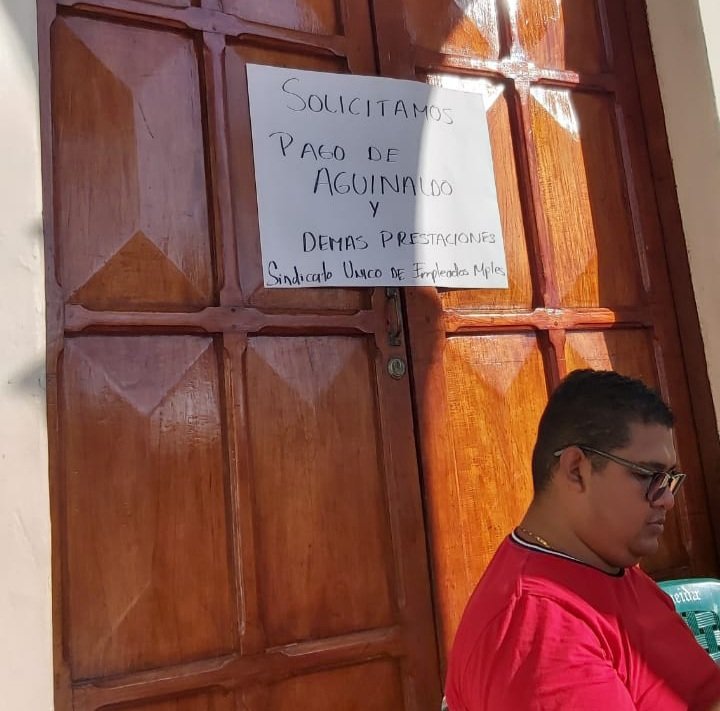 SOLICITAMOS
PAGO DE
AGUINALDO
Y
DEMAS PRESTACIONES
Sindicato Unico DE Empleados Mples